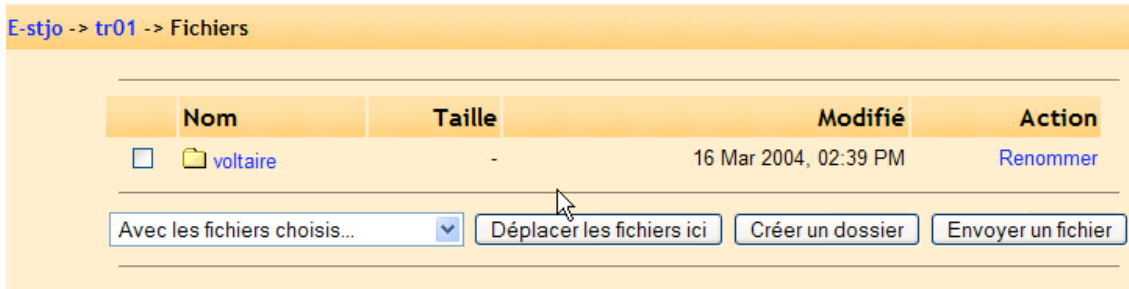 E-stjo -> tr01 -> Fichiers
Nom Taille Modifié Action
voltaire - 16 Mar 2004, 02:39 PM Renommer
Avec les fichiers choisis... Déplacer les fichiers ici Créer un dossier Envoyer un fichier